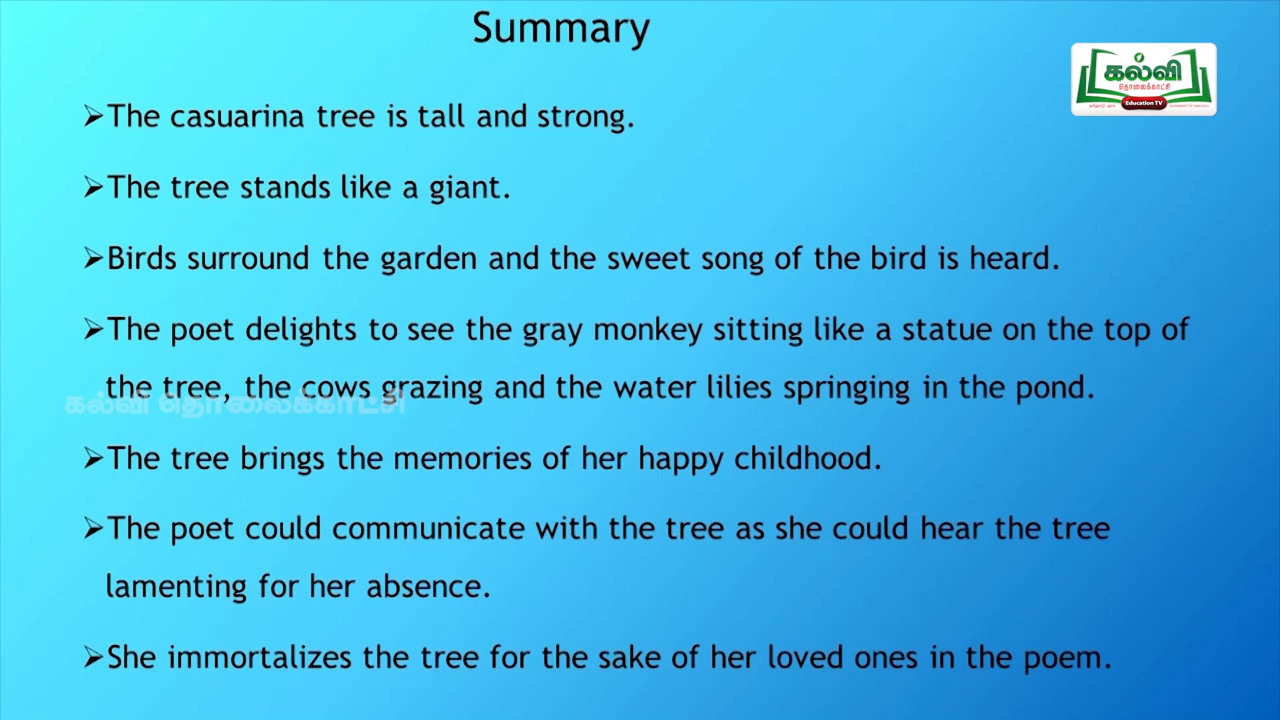 Summary
கல்வி
தொலைக்காட்சி
Education TV
➢The casuarina tree is tall and strong.
➢The tree stands like a giant.
➢Birds surround the garden and the sweet song of the bird is heard.
➢The poet delights to see the gray monkey sitting like a statue on the top of
the tree, the cows grazing and the water lilies springing in the pond.
கல்வி தொலைக்காட்சி
➢The tree brings the memories of her happy childhood.
➢The poet could communicate with the tree as she could hear the tree
lamenting for her absence.
➢She immortalizes the tree for the sake of her loved ones in the poem.